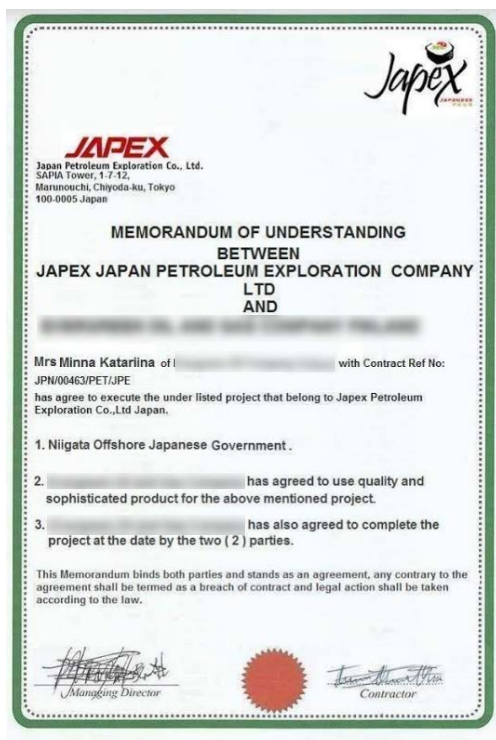 Japex
JAPANESE
FOOD
JAPEX
Japan Petroleum Exploration Co., Ltd.
SAPIA Tower, 1-7-12,
Marunouchi, Chiyoda-ku, Tokyo
100-0005 Japan
MEMORANDUM OF UNDERSTANDING
BETWEEN
JAPEX JAPAN PETROLEUM EXPLORATION COMPANY
LTD
AND
Mrs Minna Katariina of with Contract Ref No:
JPN/00463/PET/JPE
has agree to execute the under listed project that belong to Japex Petroleum
Exploration Co.,Ltd Japan.
1. Niigata Offshore Japanese Government .
2. has agreed to use quality and
sophisticated product for the above mentioned project.
3. has also agreed to complete the
project at the date by the two ( 2 ) parties.
This Memorandum binds both parties and stands as an agreement, any contrary to the
agreement shall be termed as a breach of contract and legal action shall be taken
according to the law.
Managing Director
Contractor